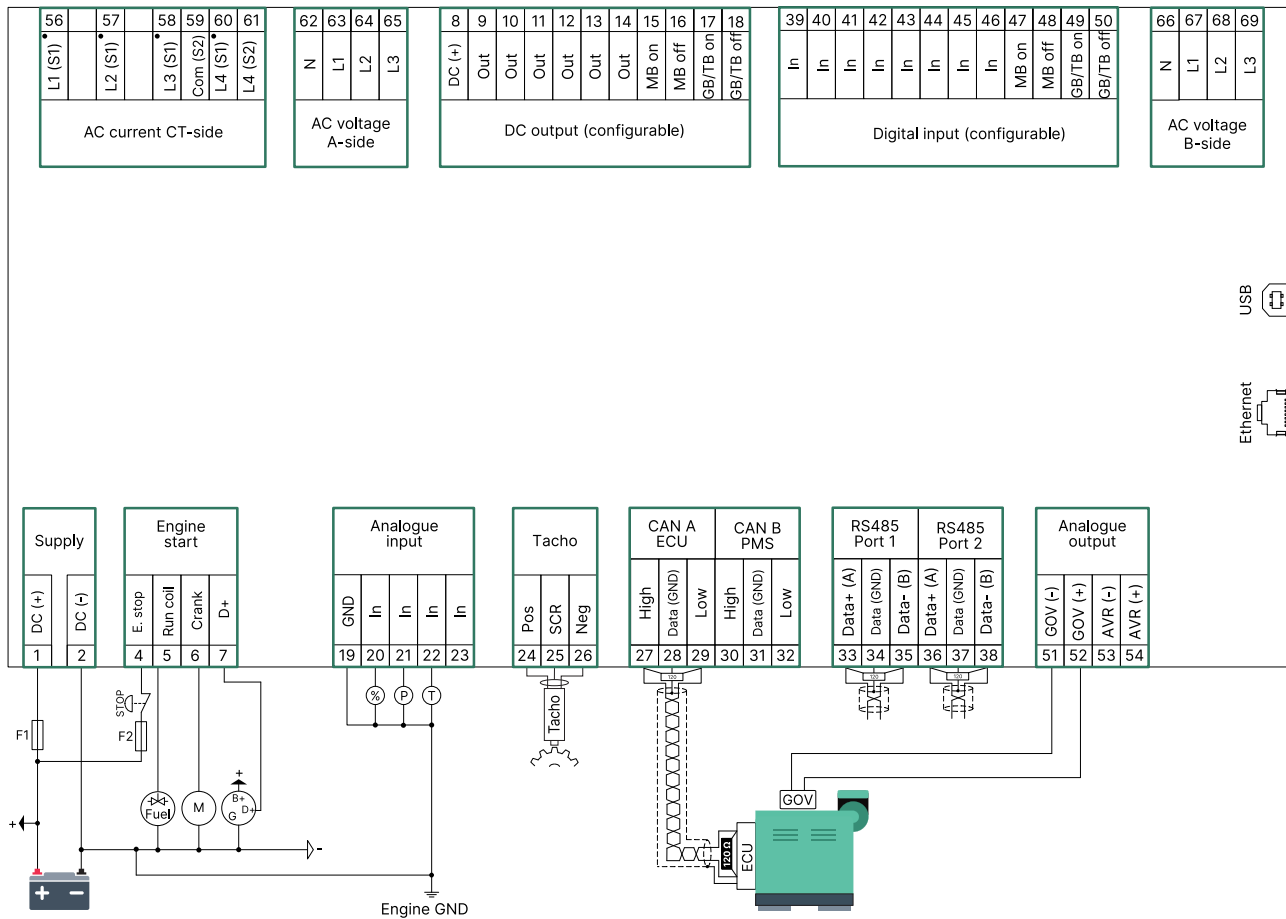 56 57 58 59 60 61
L1 (S1) L2 (S1) L3 (S1) Com (S2) L4 (S1) L4 (S2)
AC current CT-side
62 63 64 65
N L1 L2 L3
AC voltage
A-side
8 9 10 11 12 13 14 15 16 17 18
DC (+) Out Out Out Out Out Out MB on MB off GB/TB on GB/TB off
DC output (configurable)
39 40 41 42 43 44 45 46 47 48 49 50
In In In In In In In In MB on MB off GB/TB on GB/TB off
Digital input (configurable)
66 67 68 69
N L1 L2 L3
AC voltage
B-side
USB
Ethernet
Supply
DC (+) DC (-)
1 2
Engine
start
E. stop Run coil Crank D+
4 5 6 7
Analogue
input
GND In In In In
19 20 21 22 23
Tacho
Pos SCR Neg
24 25 26
CAN A
ECU
High Data (GND) Low
27 28 29
CAN B
PMS
High Data (GND) Low
30 31 32
RS485
Port 1
Data+ (A) Data (GND) Data- (B)
33 34 35
RS485
Port 2
Data+ (A) Data (GND) Data- (B)
36 37 38
Analogue
output
GOV (-) GOV (+) AVR (-) AVR (+)
51 52 53 54
120
120
120
% P T
STOP
F1
F2
Tacho
+
Fuel
M
B+
D+
G
GOV
+
-
120 Ω
ECU
+ −
Engine GND